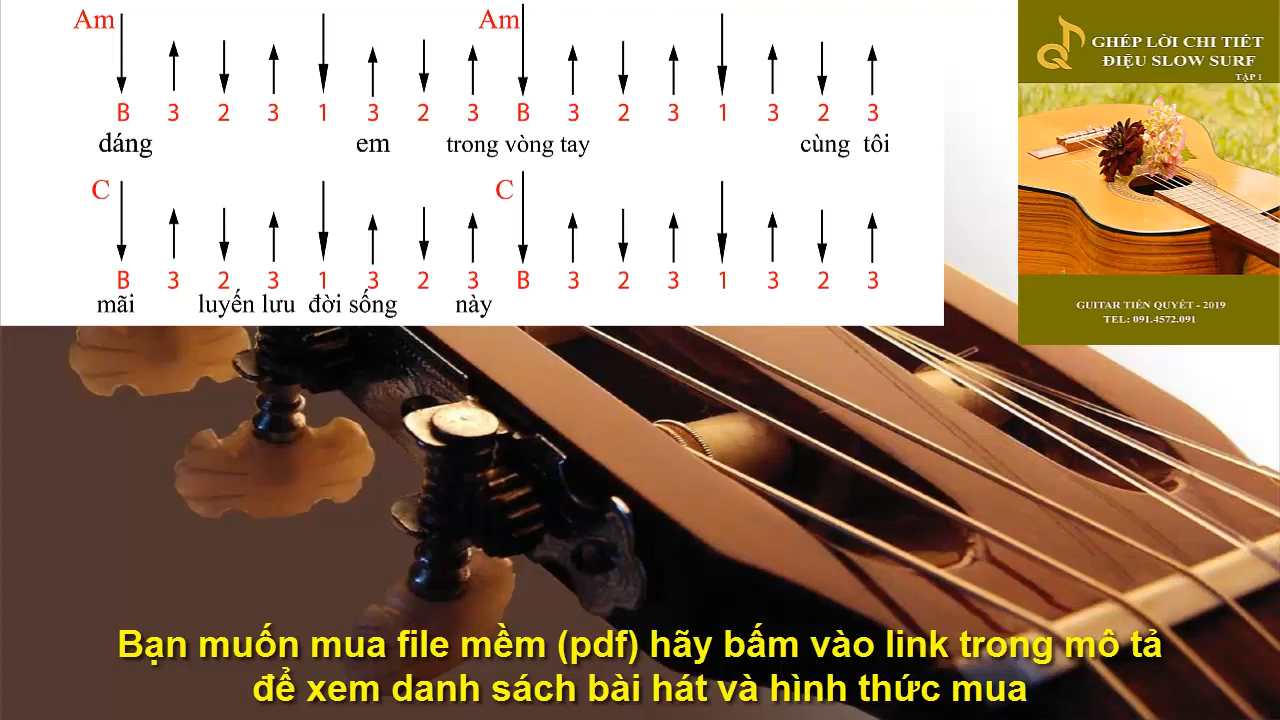 Am Am
B 3 2 3 1 3 2 3 B 3 2 3 1 3 2 3
dáng em trong vòng tay cùng tôi
C C
B 3 2 3 1 3 2 3 B 3 2 3 1 3 2 3
mãi luyến lưu đời sống này
GHÉP LỜI CHI TIẾT
ĐIỆU SLOW SURF
TẬP 1
GUITAR TIẾN QUYẾT - 2019
TEL: 091.4572.091
Bạn muốn mua file mềm (pdf) hãy bấm vào link trong mô tả
để xem danh sách bài hát và hình thức mua